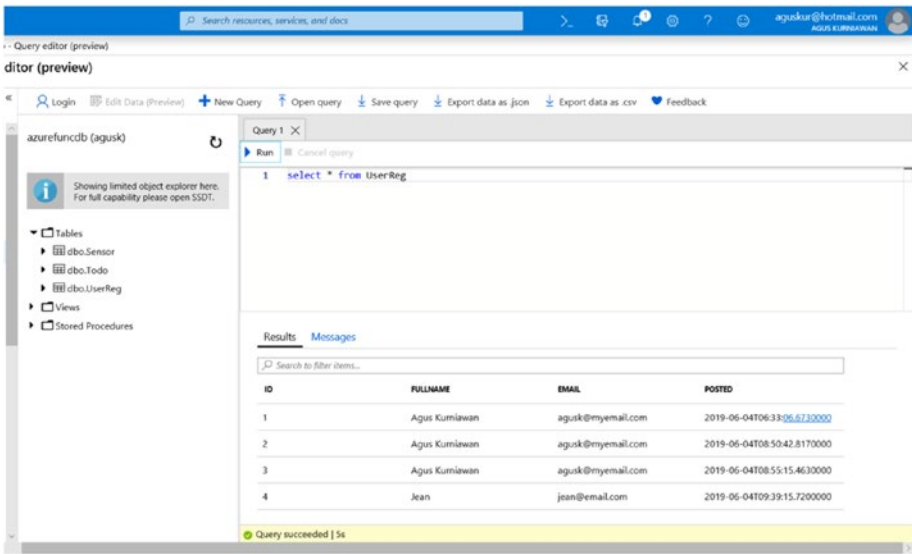 Search resources, services, and docs
1
?
aguskur@hotmail.com
AGUS KURNIAWAN
- Query editor (preview)
ditor (preview)
Login Edit Data (Preview) New Query Open query Save query Export data as .json Export data as .csv Feedback
azurefuncdb (agusk)
Showing limited object explorer here.
For full capability please open SSDT.
Tables
dbo.Sensor
dbo.Todo
dbo.UserReg
Views
Stored Procedures
Query 1
Run Cancel query
1 select * from UserReg
Results Messages
Search to filter items...
ID FULLNAME EMAIL POSTED
1 Agus Kurniawan agusk@myemail.com 2019-06-04T06:33:06.6730000
2 Agus Kurniawan agusk@myemail.com 2019-06-04T08:50:42.8170000
3 Agus Kurniawan agusk@myemail.com 2019-06-04T08:55:15.4630000
4 Jean jean@email.com 2019-06-04T09:39:15.7200000
Query succeeded | 5s